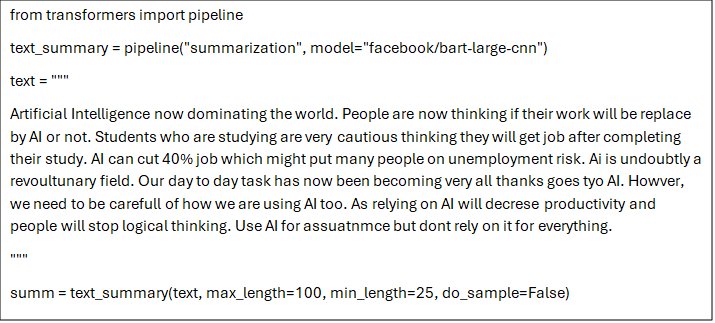 from transformers import pipeline
text_summary = pipeline("summarization", model="facebook/bart-large-cnn")
text = """
Artificial Intelligence now dominating the world. People are now thinking if their work will be replace
by AI or not. Students who are studying are very cautious thinking they will get job after completing
their study. AI can cut 40% job which might put many people on unemployment risk. Ai is undoubtly a
revoultunary field. Our day to day task has now been becoming very all thanks goes tyo AI. Howver,
we need to be carefull of how we are using AI too. As relying on AI will decrese productivity and
people will stop logical thinking. Use AI for assuatnmce but dont rely on it for everything.
"""
summ = text_summary(text, max_length=100, min_length=25, do_sample=False)